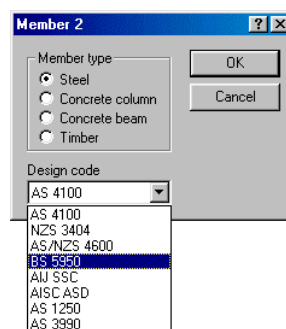 Member 2
Member type
Steel
Concrete column
Concrete beam
Timber
OK
Cancel
Design code
AS 4100
AS 4100
NZS 3404
AS/NZS 4600
BS 5950
AIJ SSC
AISC ASD
AS 1250
AS 3990